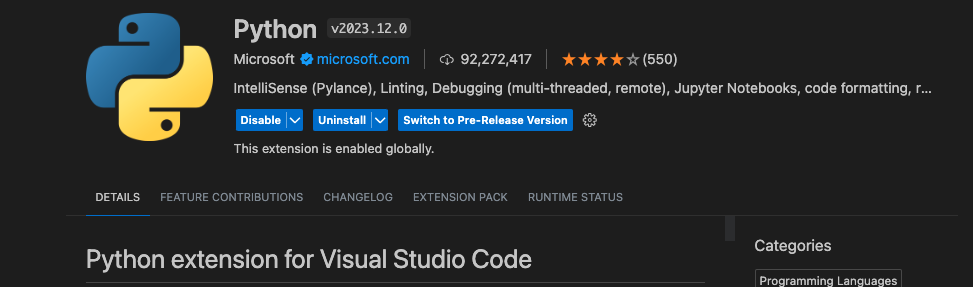 Python v2023.12.0
Microsoft microsoft.com 92,272,417 (550)
IntelliSense (Pylance), Linting, Debugging (multi-threaded, remote), Jupyter Notebooks, code formatting, r...
Disable Uninstall Switch to Pre-Release Version
This extension is enabled globally.
DETAILS FEATURE CONTRIBUTIONS CHANGELOG EXTENSION PACK RUNTIME STATUS
Python extension for Visual Studio Code
Categories
Programming Languages